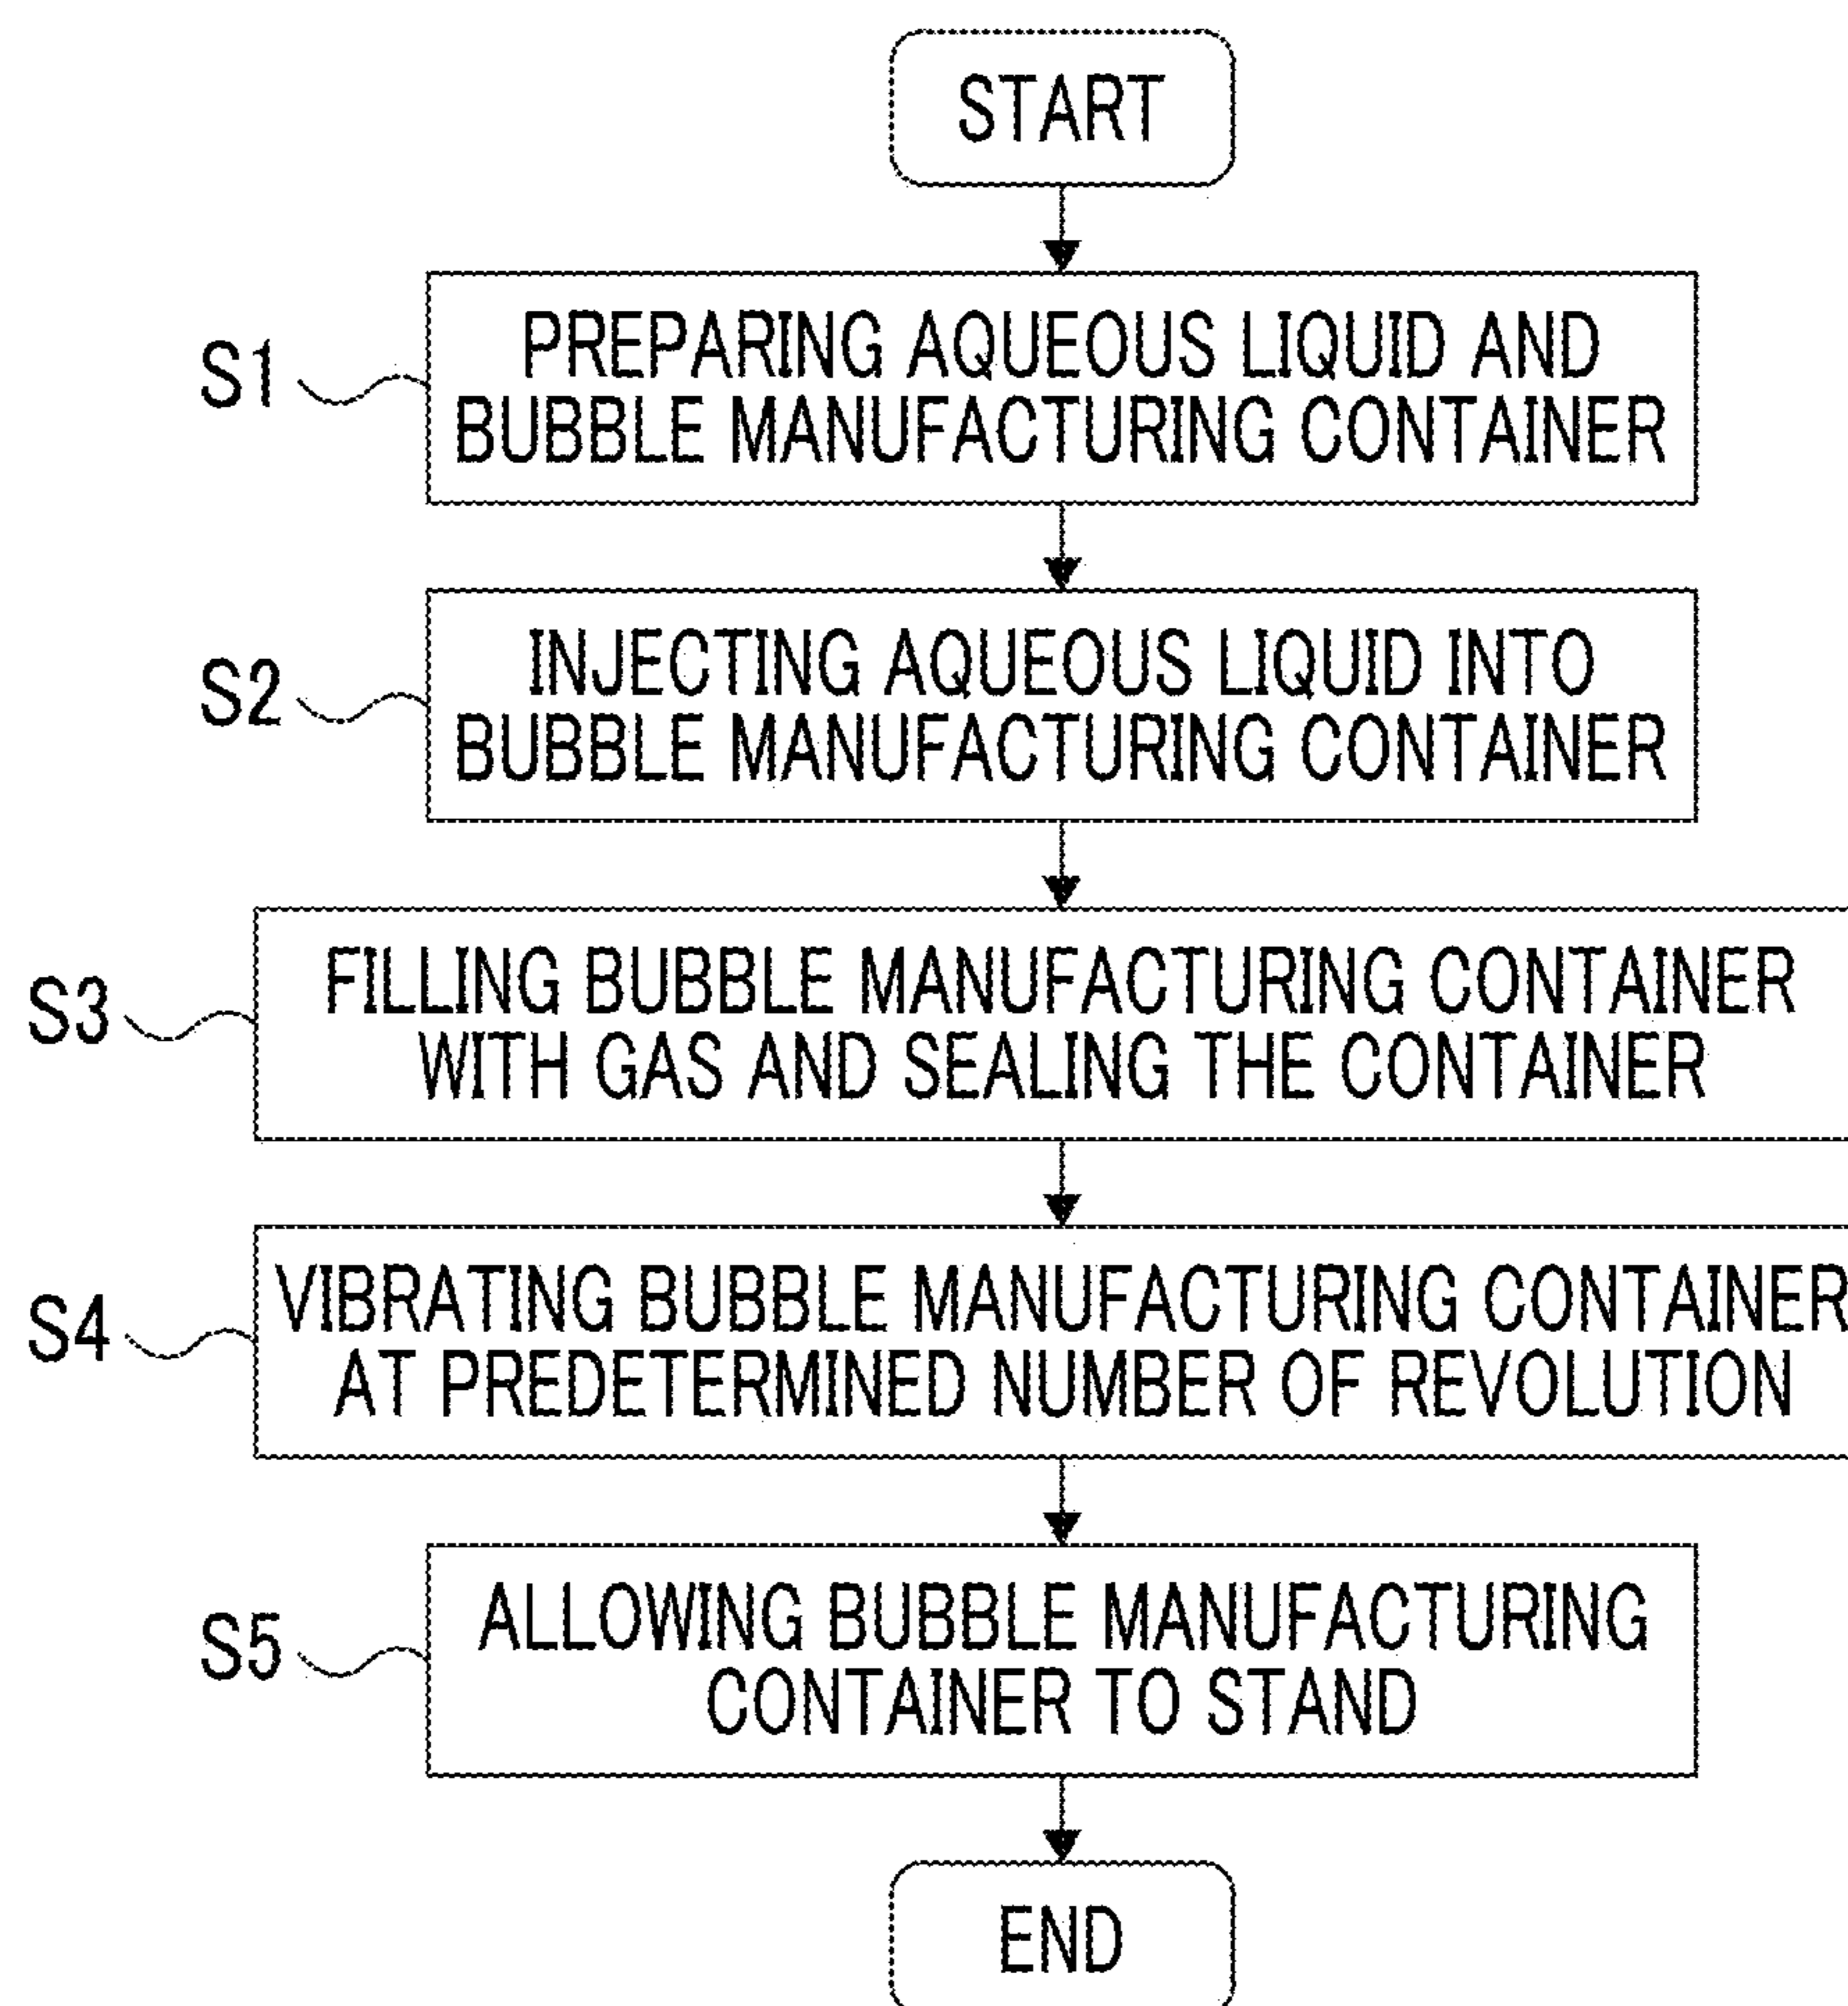 START
S1
PREPARING AQUEOUS LIQUID AND
BUBBLE MANUFACTURING CONTAINER
S2
INJECTING AQUEOUS LIQUID INTO
BUBBLE MANUFACTURING CONTAINER
S3
FILLING BUBBLE MANUFACTURING CONTAINER
WITH GAS AND SEALING THE CONTAINER
S4
VIBRATING BUBBLE MANUFACTURING CONTAINER
AT PREDETERMINED NUMBER OF REVOLUTION
S5
ALLOWING BUBBLE MANUFACTURING
CONTAINER TO STAND
END